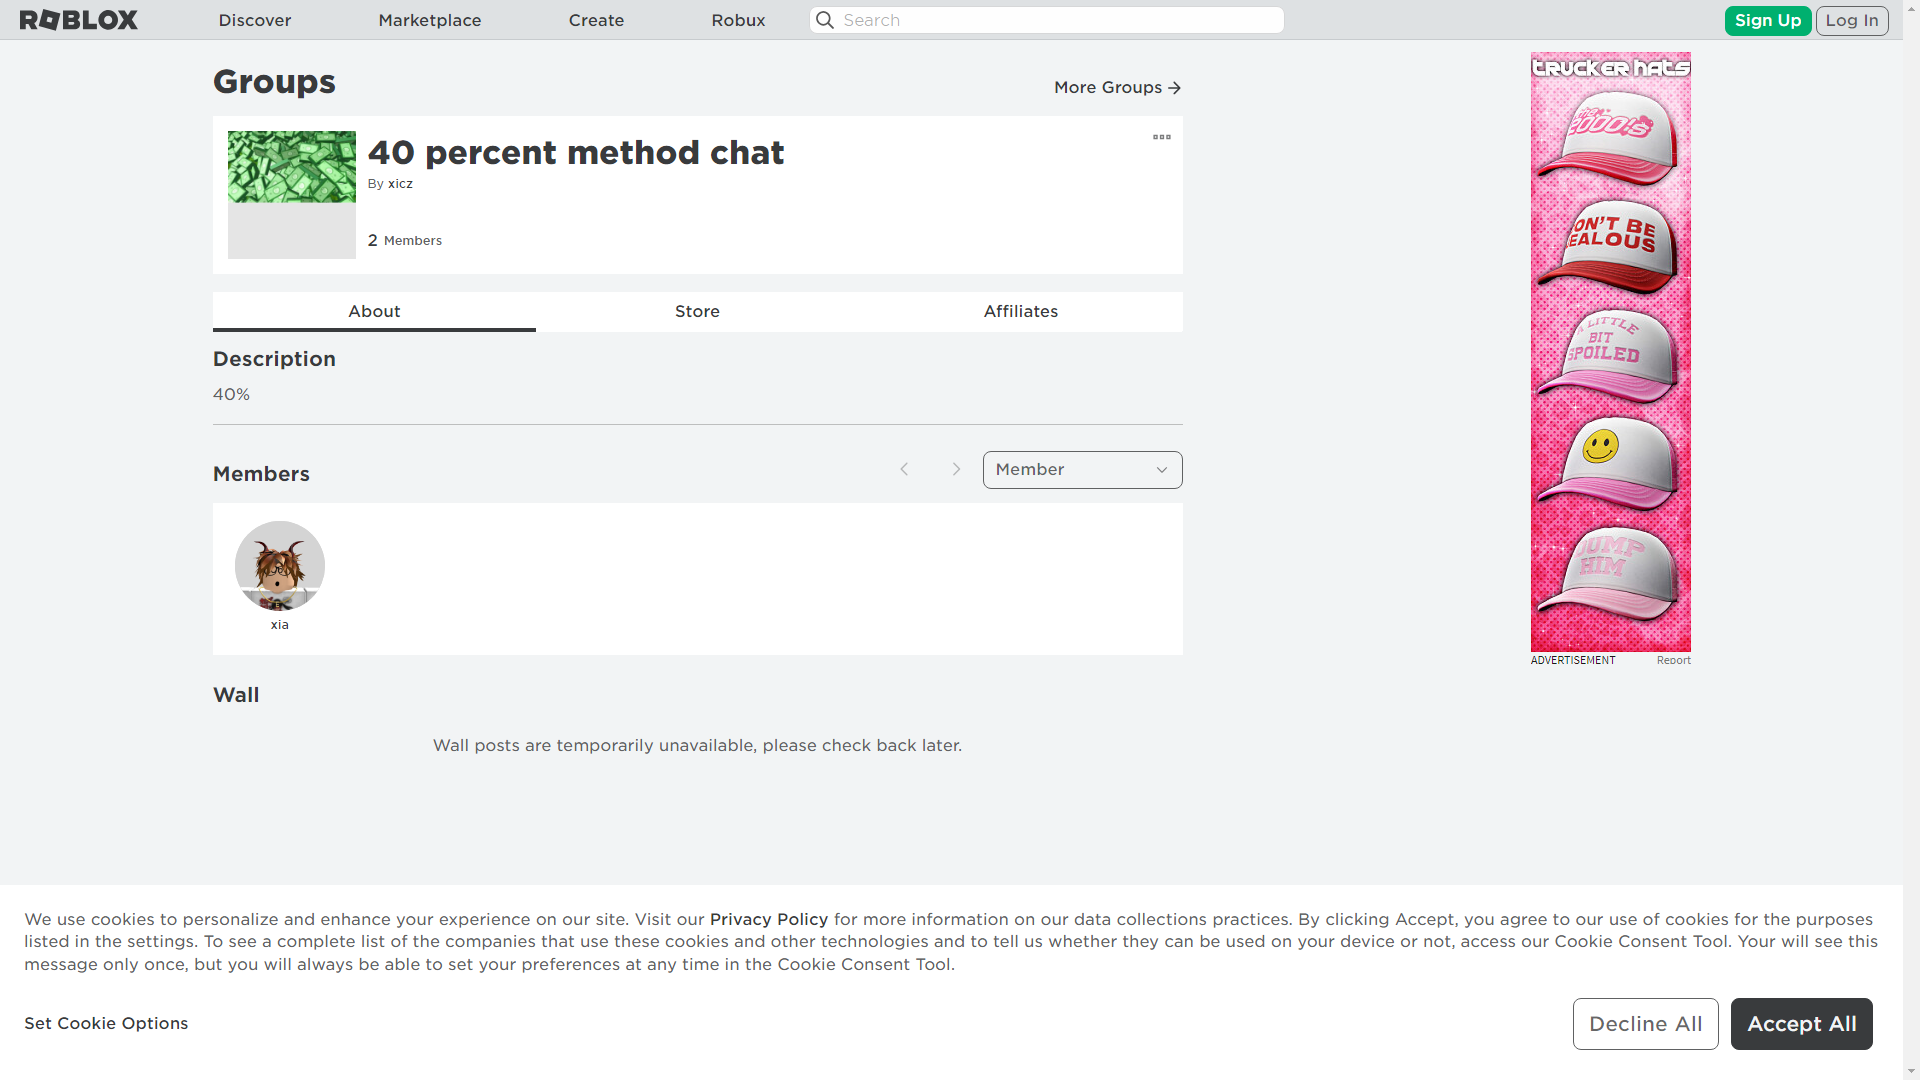 ROBLOX
Discover
Marketplace
Create
Robux
Search
Sign Up
Log In
Groups
More Groups
40 percent method chat
By xicz
2 Members
About
Store
Affiliates
Description
40%
Members
Member
xia
Wall
Wall posts are temporarily unavailable, please check back later.
TRUCKER HATS
the
2000's
ON'T BE
EALOUS
A LITTLE
BIT
SPOILED
JUMP
HIM
ADVERTISEMENT
Report
We use cookies to personalize and enhance your experience on our site. Visit our Privacy Policy for more information on our data collections practices. By clicking Accept, you agree to our use of cookies for the purposes
listed in the settings. To see a complete list of the companies that use these cookies and other technologies and to tell us whether they can be used on your device or not, access our Cookie Consent Tool. Your will see this
message only once, but you will always be able to set your preferences at any time in the Cookie Consent Tool.
Set Cookie Options
Decline All
Accept All